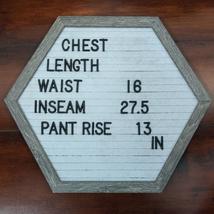 CHEST
LENGTH
WAIST 16
INSEAM 27.5
PANT RISE 13
IN